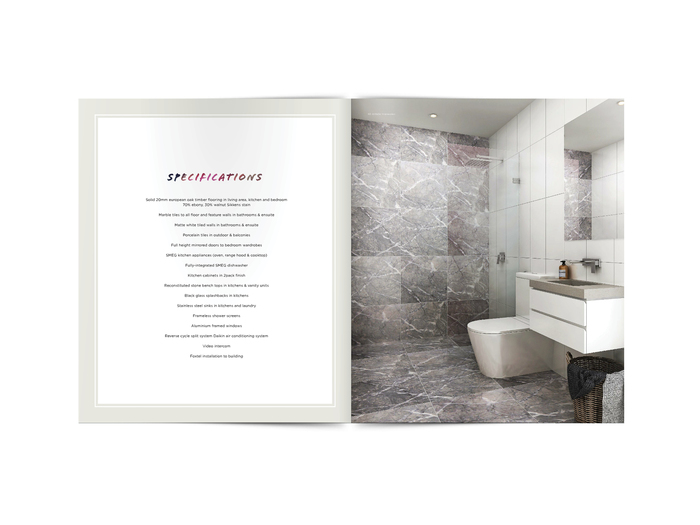 SPECIFICATIONS
Solid 20mm european oak timber flooring in living area, kitchen and bedroom
70% ebony, 30% walnut Sikkens stain
Marble tiles to all floor and feature walls in bathrooms & ensuite
Matte white tiled walls in bathrooms & ensuite
Porcelain tiles in outdoor & balconies
Full height mirrored doors to bedroom wardrobes
SMEG kitchen appliances (oven, range hood & cooktop)
Fully-integrated SMEG dishwasher
Kitchen cabinets in 2pack finish
Reconstituted stone bench tops in kitchens & vanity units
Black glass splashbacks in kitchens
Stainless steel sinks in kitchens and laundry
Frameless shower screens
Aluminium framed windows
Reverse cycle split system Daikin air conditioning system
Video intercom
Foxtel installation to building